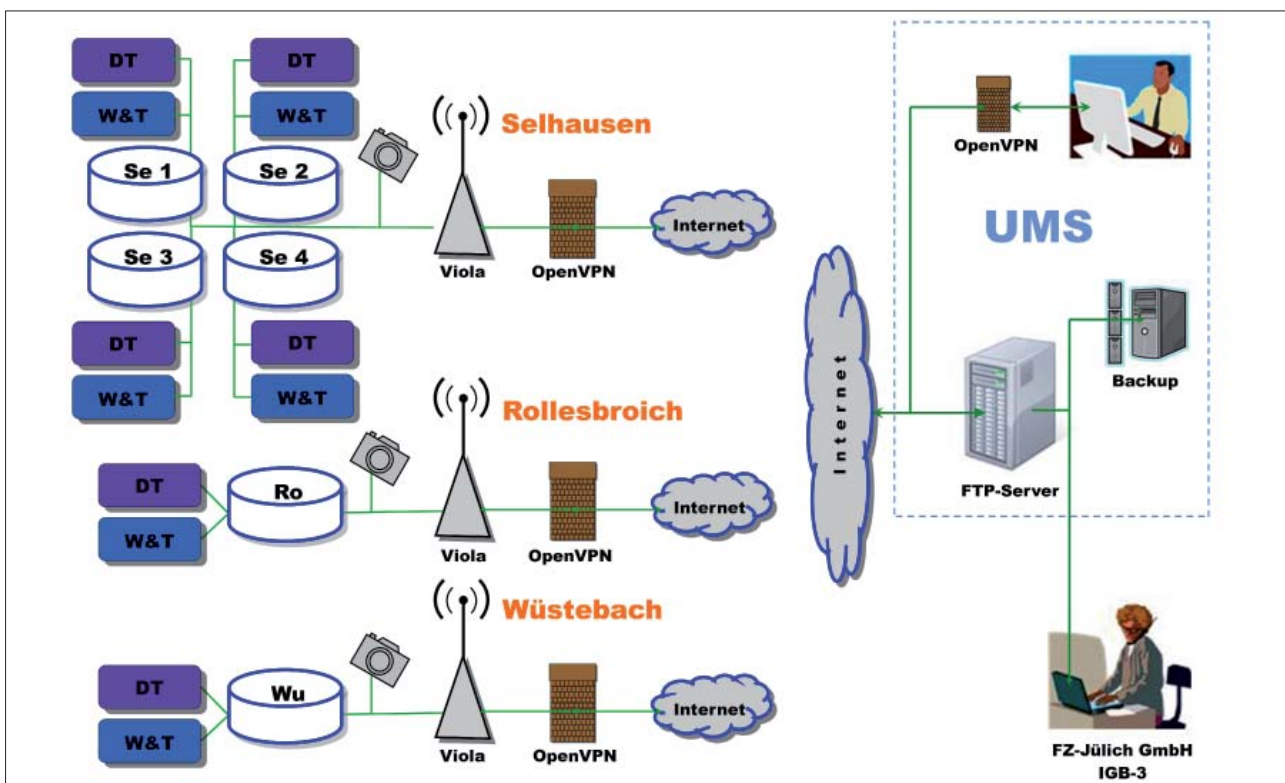 DT
DT
W&T
W&T
Se 1
Se 2
Se 3
Se 4
DT
DT
W&T
W&T
Selhausen
Viola
OpenVPN
Internet
DT
W&T
Ro
Rollesbroich
Viola
OpenVPN
Internet
DT
W&T
Wu
Wüstebach
Viola
OpenVPN
Internet
Internet
OpenVPN
UMS
Backup
FTP-Server
FZ-Jülich GmbH
IGB-3